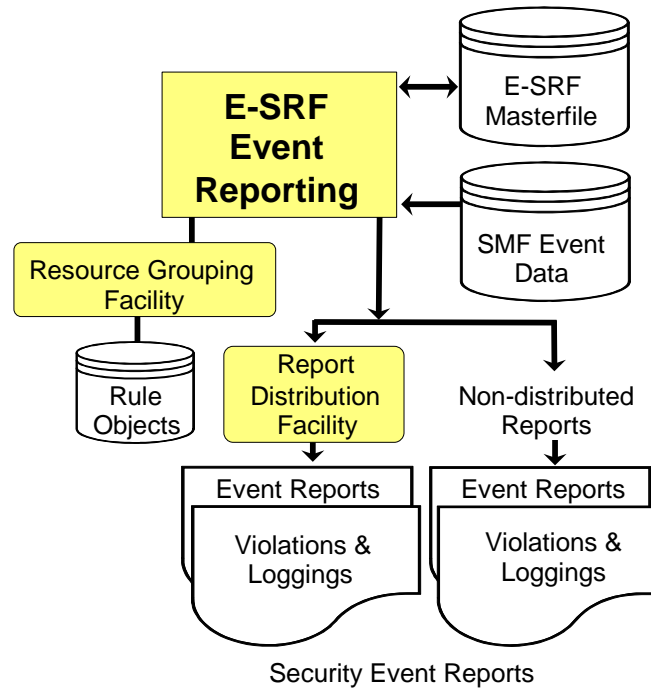 E-SRF
Event
Reporting
E-SRF
Masterfile
SMF Event
Data
Resource Grouping
Facility
Rule
Objects
Report
Distribution
Facility
Non-distributed
Reports
Event Reports
Violations &
Loggings
Event Reports
Violations &
Loggings
Security Event Reports